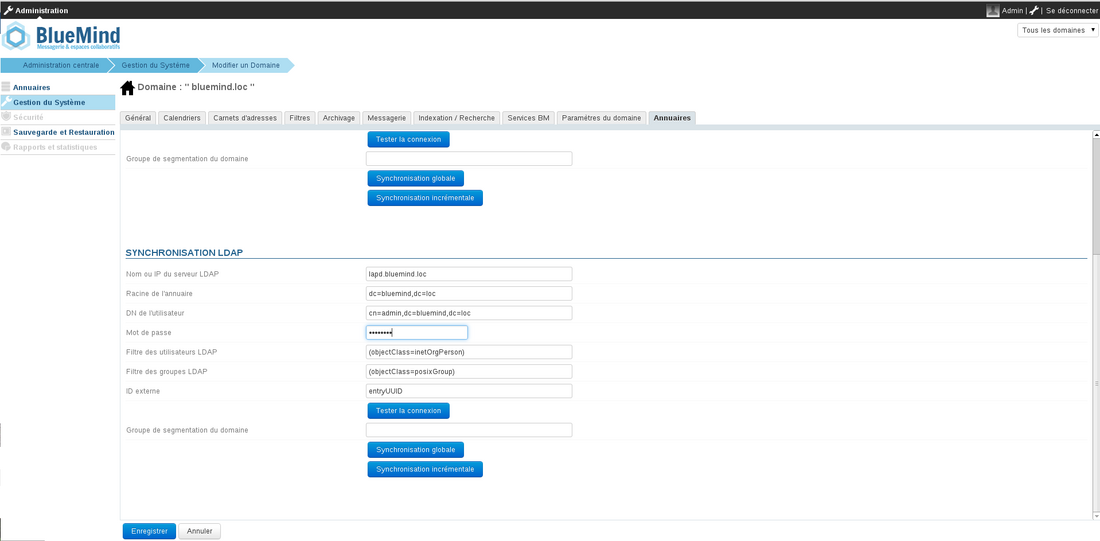 Administration
Admin | | Se déconnecter
BlueMind
Messagerie & espaces collaboratifs
Tous les domaines
Administration centrale Gestion du Système Modifier un Domaine
Annuaires
Gestion du Système
Sécurité
Sauvegarde et Restauration
Rapports et statistiques
Domaine : " bluemind.loc "
Général Calendriers Carnets d'adresses Filtres Archivage Messagerie Indexation / Recherche Services BM Paramètres du domaine Annuaires
Tester la connexion
Groupe de segmentation du domaine
Synchronisation globale
Synchronisation incrémentale
SYNCHRONISATION LDAP
Nom ou IP du serveur LDAP lapd.bluemind.loc
Racine de l'annuaire dc=bluemind,dc=loc
DN de l'utilisateur cn=admin,dc=bluemind,dc=loc
Mot de passe ••••••••
Filtre des utilisateurs LDAP (objectClass=inetOrgPerson)
Filtre des groupes LDAP (objectClass=posixGroup)
ID externe entryUUID
Tester la connexion
Groupe de segmentation du domaine
Synchronisation globale
Synchronisation incrémentale
Enregistrer Annuler